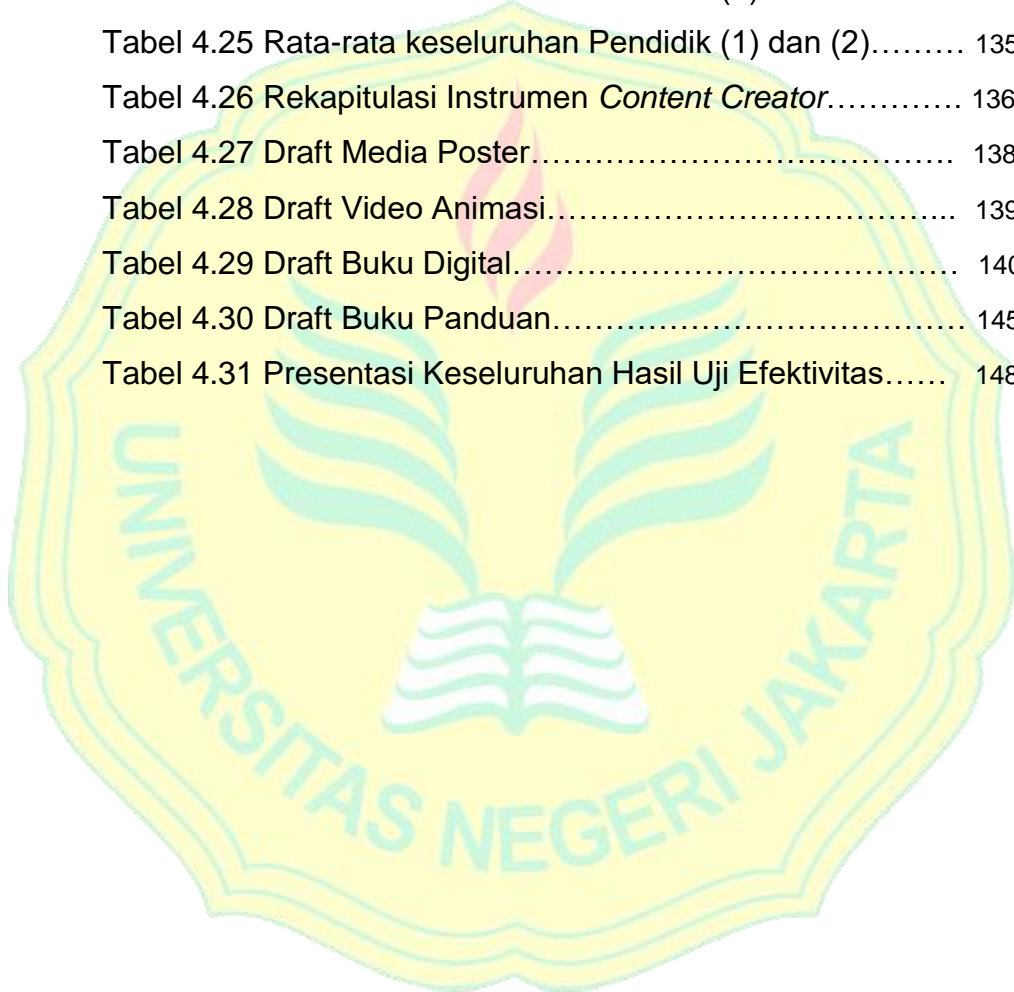 Tabel 4.25 Rata-rata keseluruhan Pendidik (1) dan (2)……… 135
Tabel 4.26 Rekapitulasi Instrumen Content Creator…………. 136
Tabel 4.27 Draft Media Poster…………………………………. 138
Tabel 4.28 Draft Video Animasi………………………………... 139
Tabel 4.29 Draft Buku Digital…………………………………… 140
Tabel 4.30 Draft Buku Panduan………………………………… 145
Tabel 4.31 Presentasi Keseluruhan Hasil Uji Efektivitas…… 148
UNIVERSITAS NEGERI JAKARTA